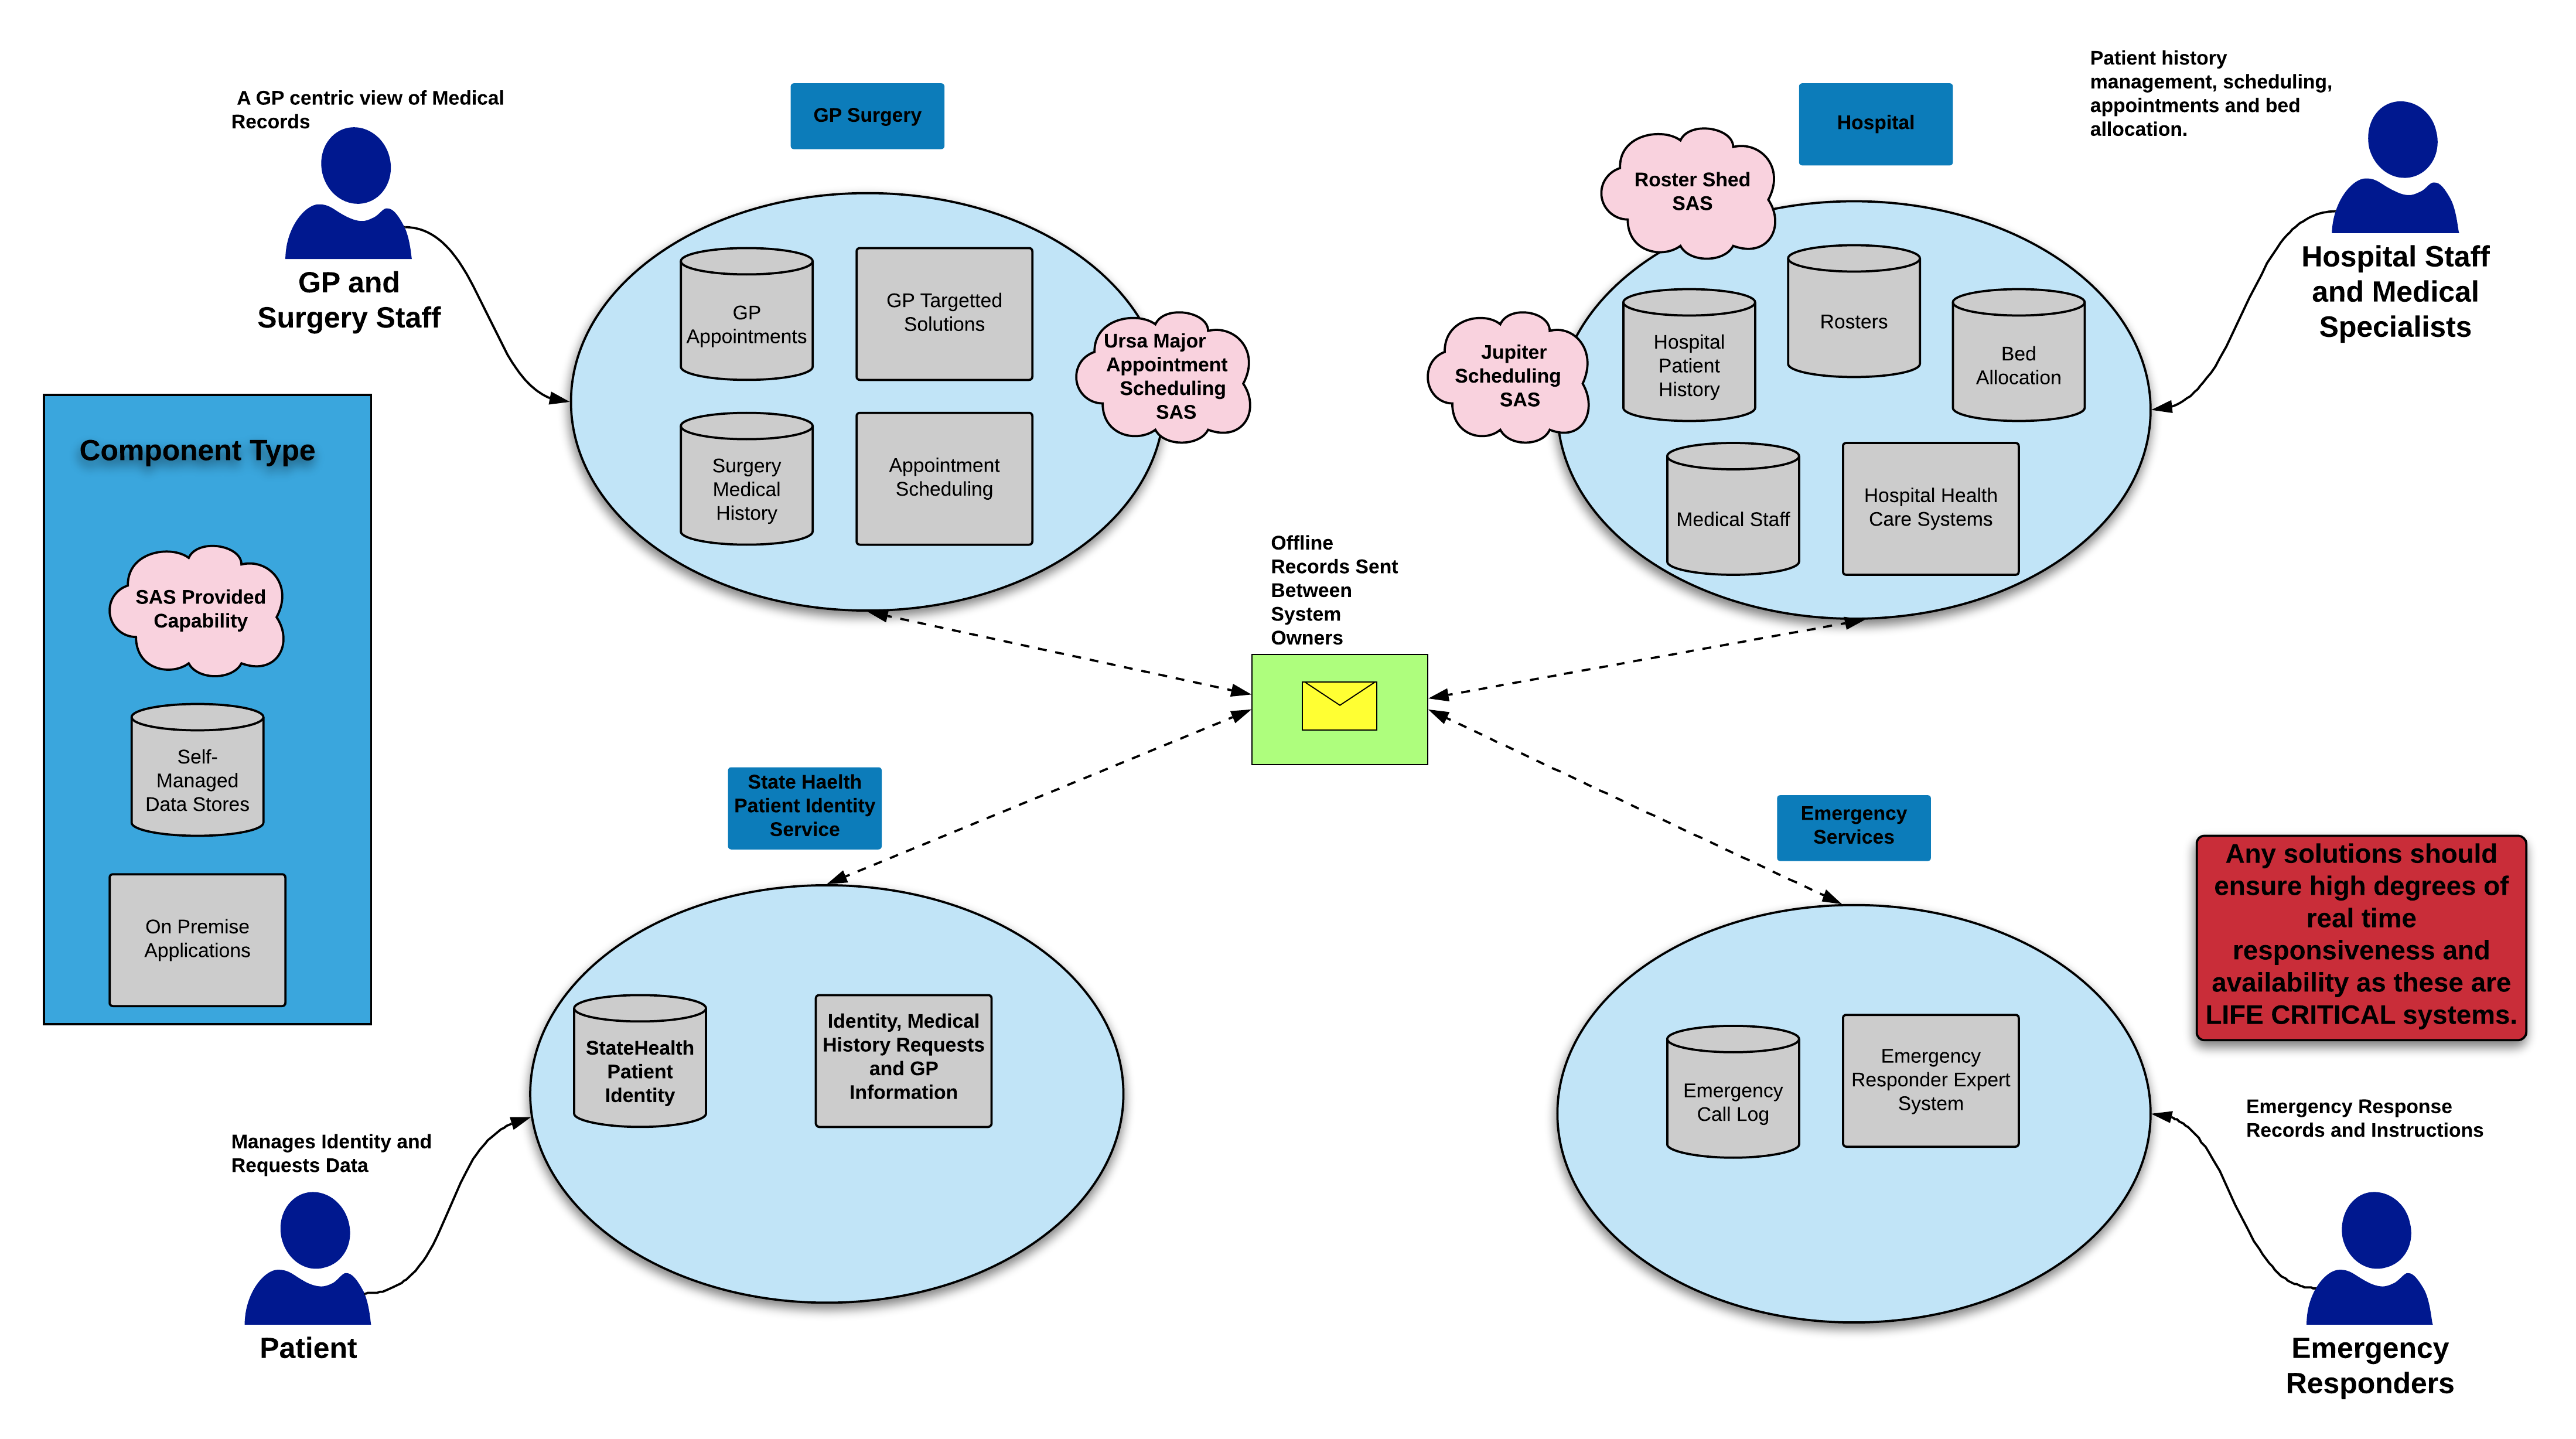 A GP centric view of Medical
Records
GP and
Surgery Staff
GP Surgery
GP
Appointments
GP Targetted
Solutions
Surgery
Medical
History
Appointment
Scheduling
Ursa Major
Appointment
Scheduling
SAS
Hospital
Roster Shed
SAS
Jupiter
Scheduling
SAS
Hospital
Patient
History
Rosters
Bed
Allocation
Medical Staff
Hospital Health
Care Systems
Patient history
management, scheduling,
appointments and bed
allocation.
Hospital Staff
and Medical
Specialists
Component Type
SAS Provided
Capability
Self-
Managed
Data Stores
On Premise
Applications
Offline
Records Sent
Between
System
Owners
State Haelth
Patient Identity
Service
StateHealth
Patient
Identity
Identity, Medical
History Requests
and GP
Information
Manages Identity and
Requests Data
Patient
Emergency
Services
Emergency
Call Log
Emergency
Responder Expert
System
Any solutions should
ensure high degrees of
real time
responsiveness and
availability as these are
LIFE CRITICAL systems.
Emergency Response
Records and Instructions
Emergency
Responders